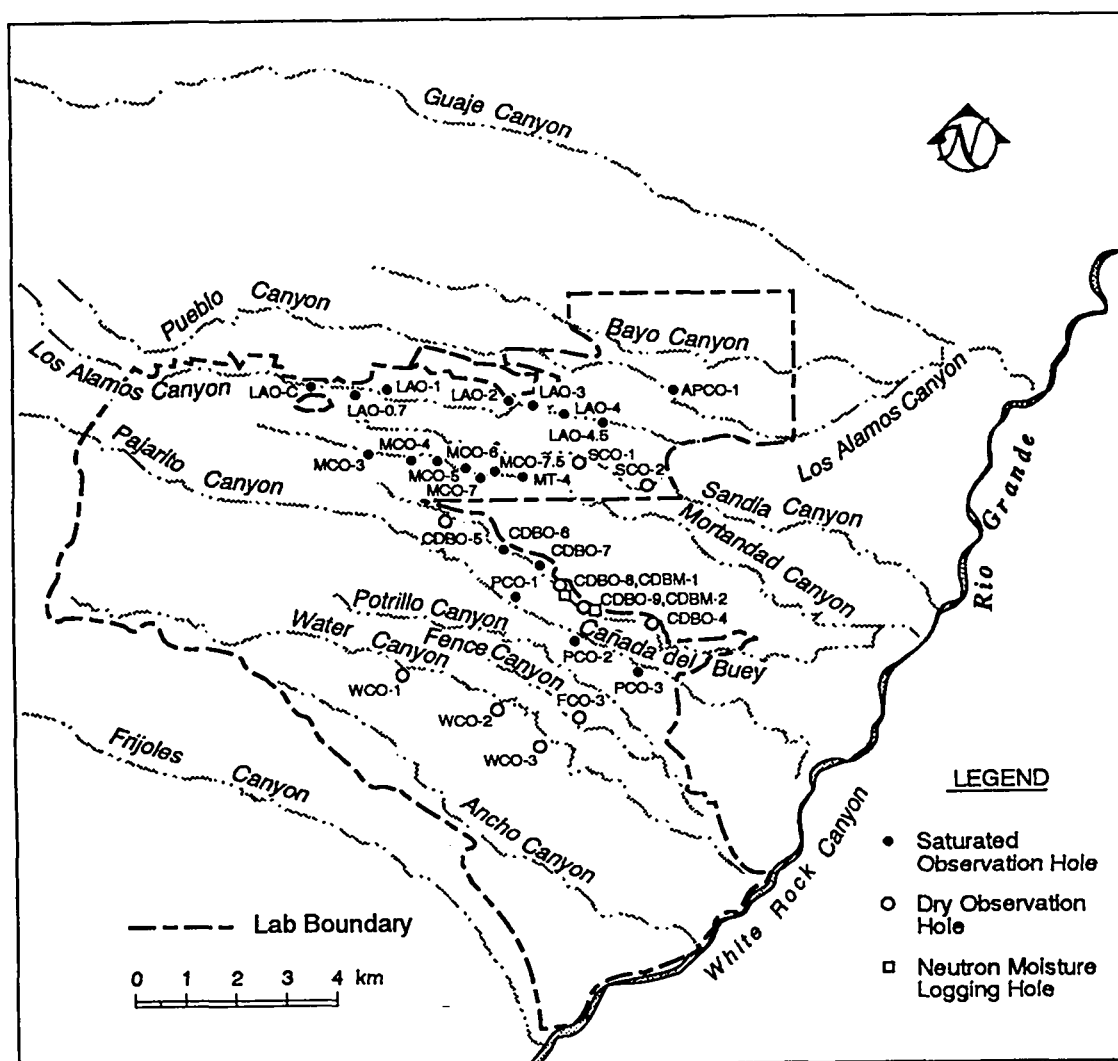 Guaje Canyon
N
Pueblo Canyon
Bayo Canyon
Los Alamos Canyon
LAO-C
LAO-0.7
LAO-1
LAO-2
LAO-3
LAO-4
LAO-4.5
APCO-1
Los Alamos Canyon
Pajarito Canyon
MCO-3
MCO-4
MCO-5
MCO-6
MCO-7
MCO-7.5
MT-4
SCO-1
SCO-2
Sandia Canyon
Mortandad Canyon
Rio Grande
CDBO-5
CDBO-6
CDBO-7
PCO-1
CDBO-8,CDBM-1
CDBO-9,CDBM-2
CDBO-4
Potrillo Canyon
Water Canyon
Fence Canyon
Cañada del Buey
PCO-2
PCO-3
WCO-1
WCO-2
WCO-3
FCO-3
Frijoles Canyon
Ancho Canyon
White Rock Canyon
LEGEND
Saturated
Observation Hole
Dry Observation
Hole
Neutron Moisture
Logging Hole
Lab Boundary
0 1 2 3 4 km